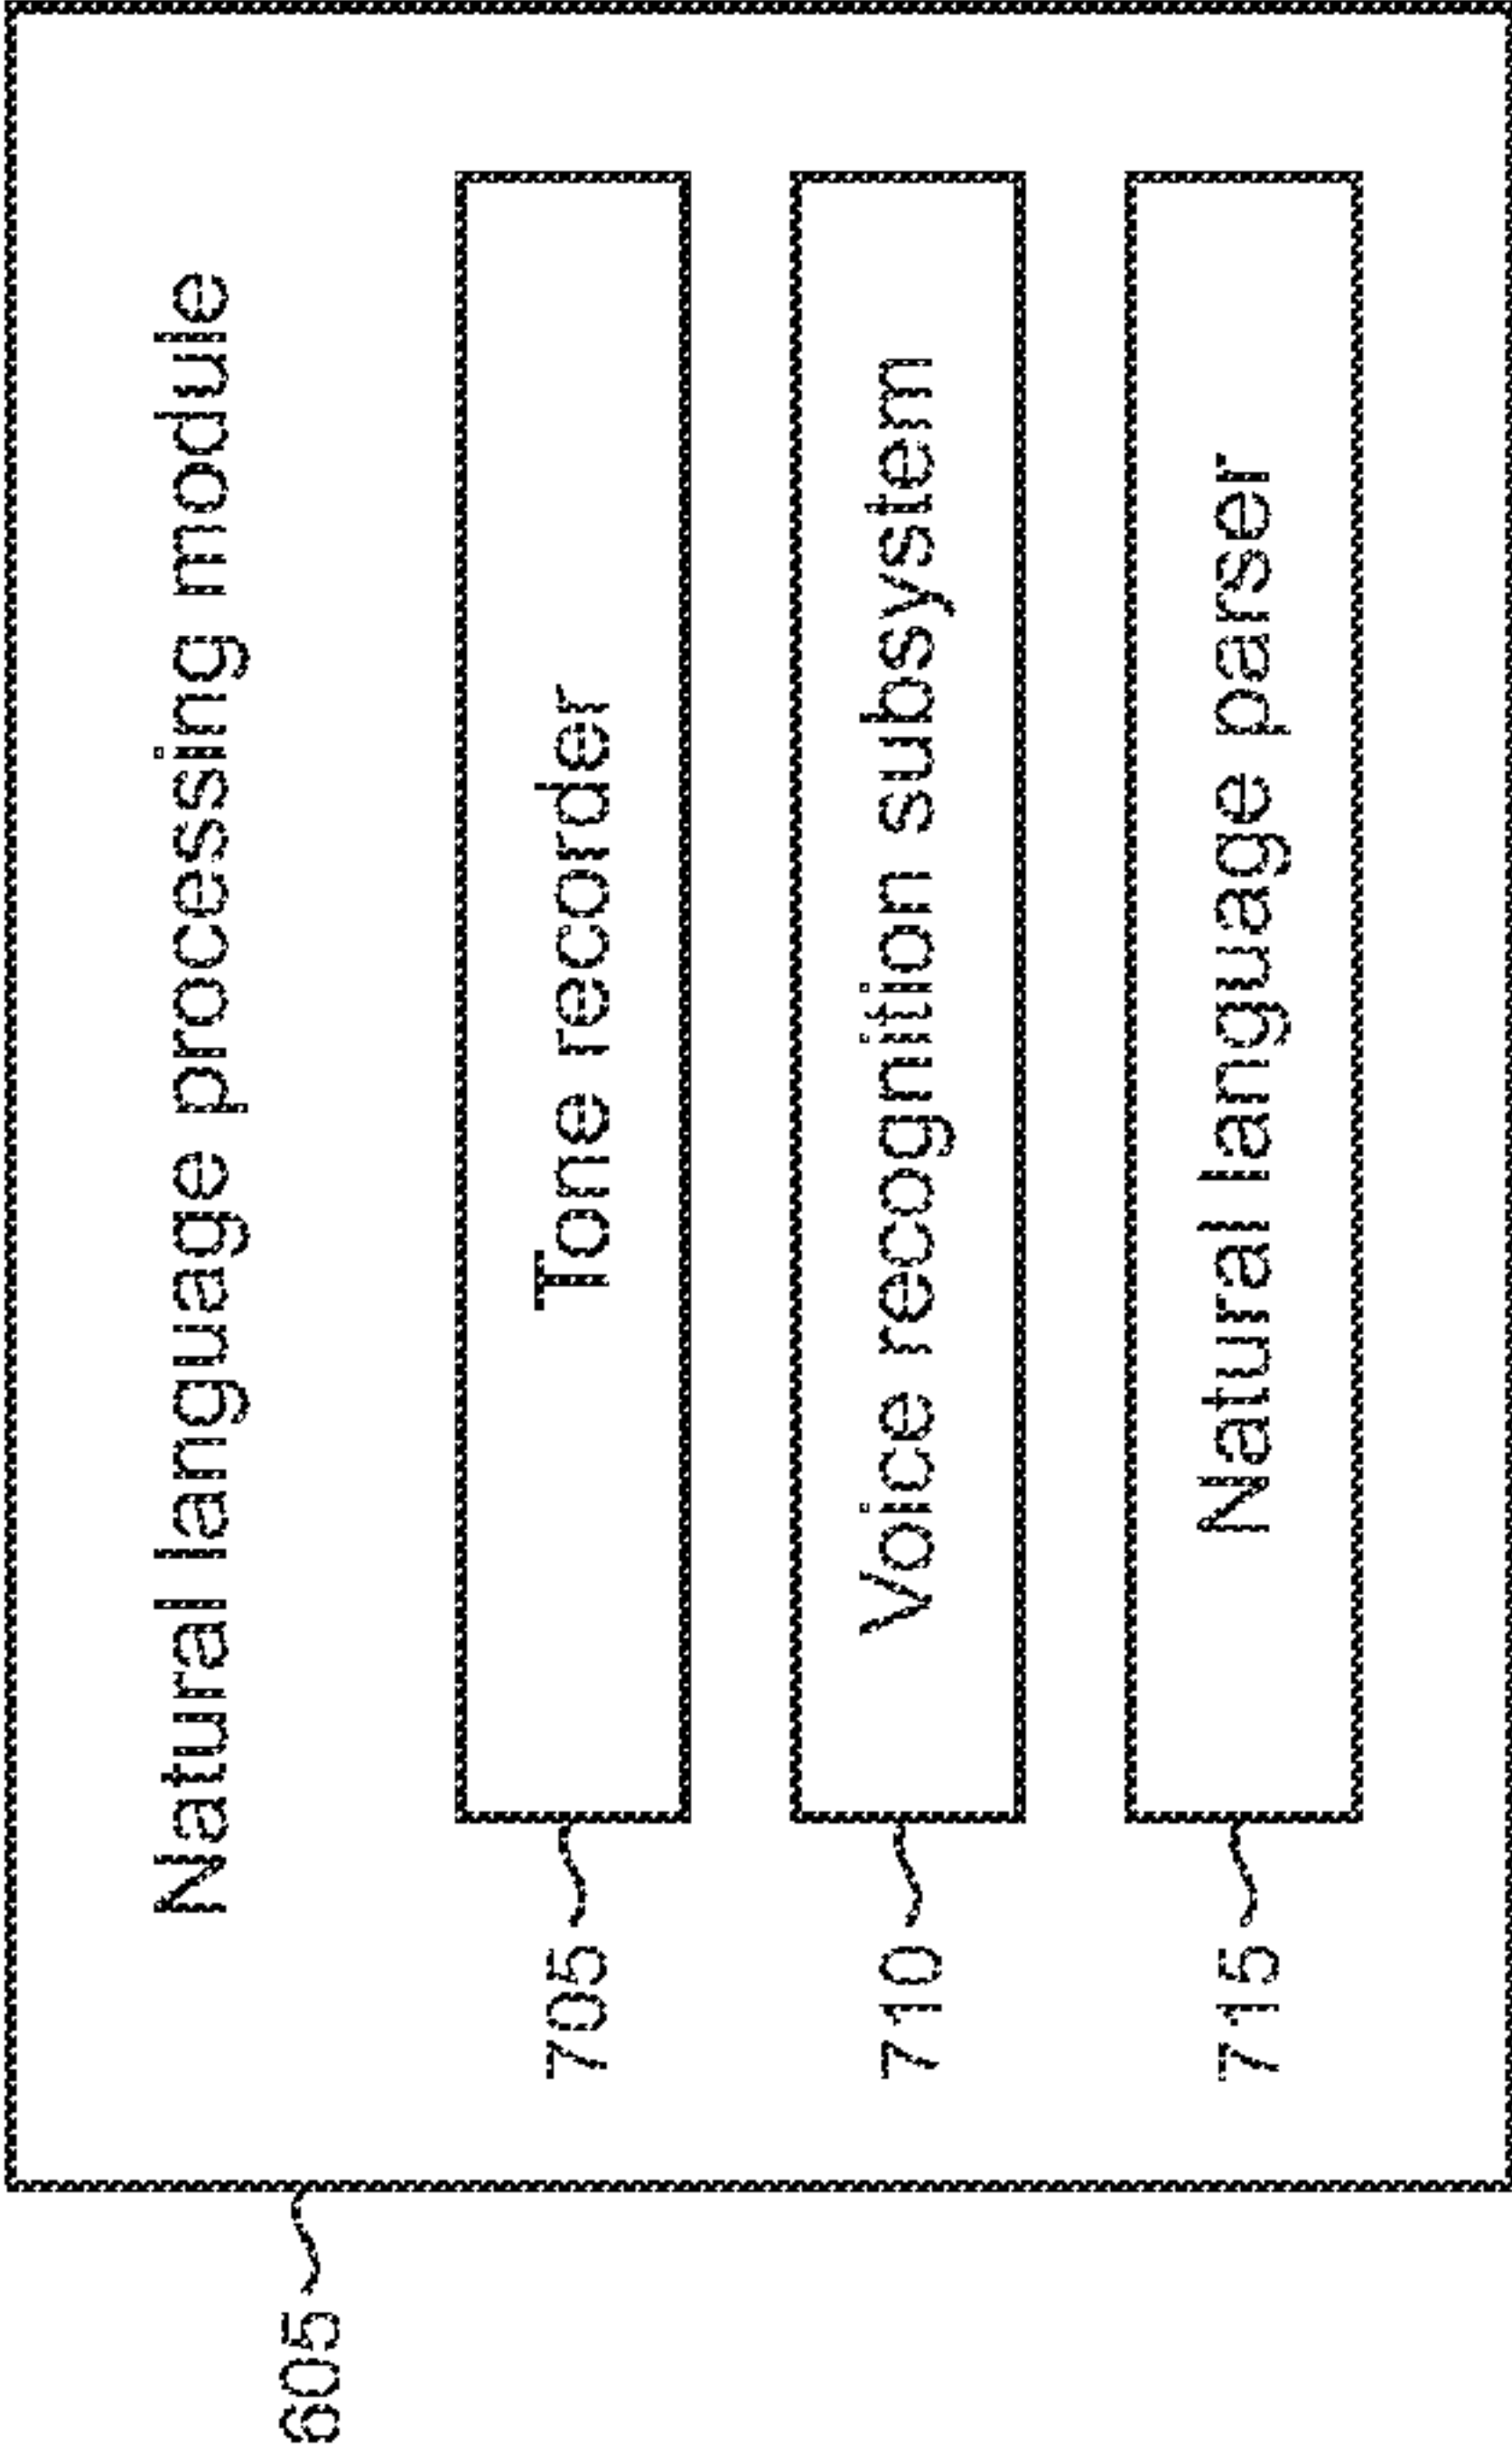 Natural language processing module
605
705 Tone recorder
710 Voice recognition subsystem
715 Natural language parser